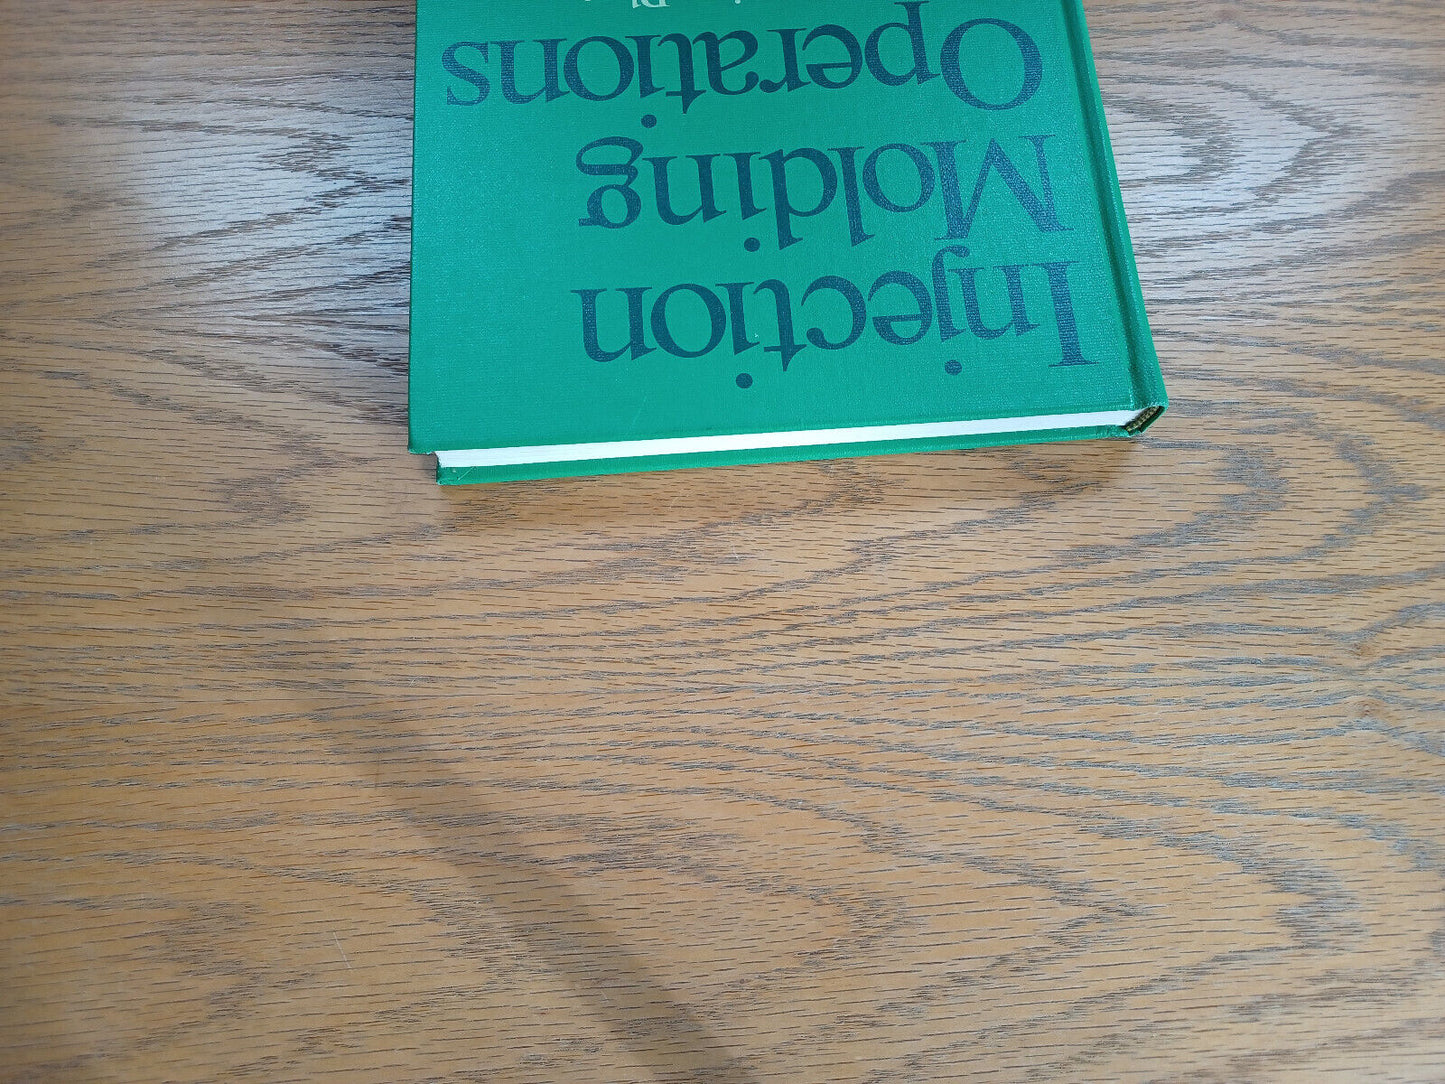 Injection
Molding
Operations